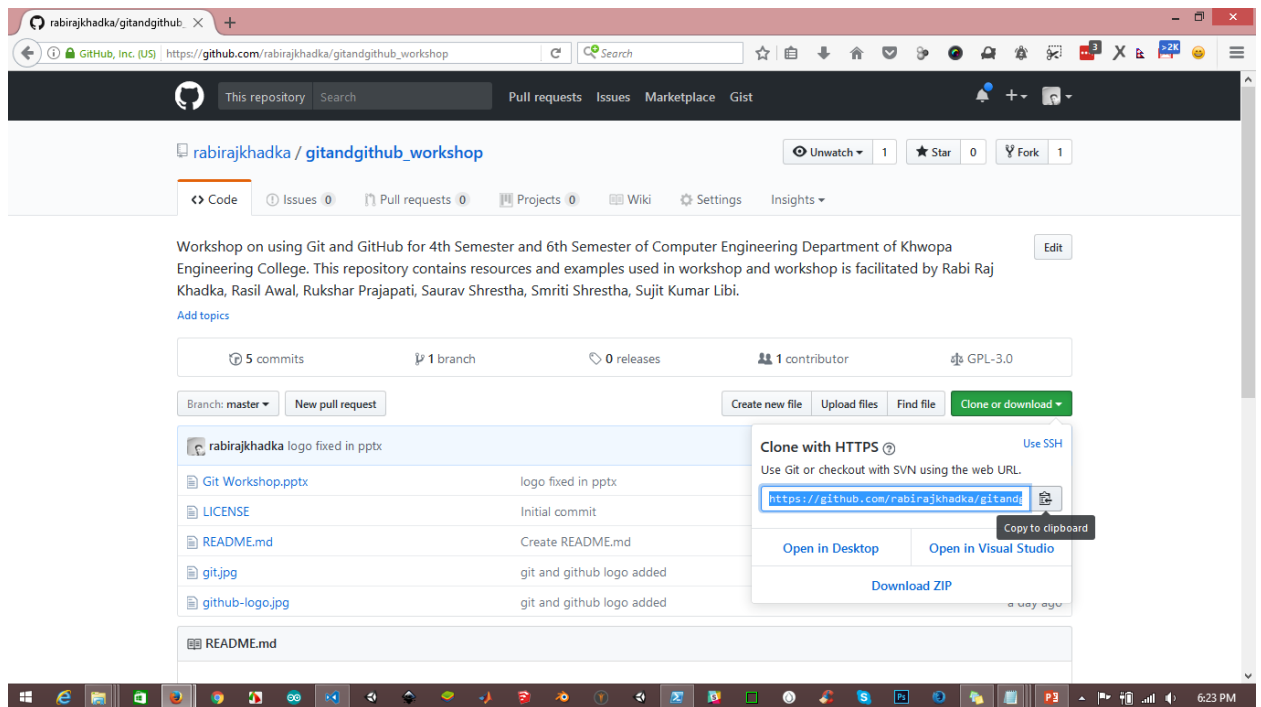 rabirajkhadka/gitandgithub_
GitHub, Inc. (US) https://github.com/rabirajkhadka/gitandgithub_workshop Search 3 >2K
This repository Search Pull requests Issues Marketplace Gist
rabirajkhadka / gitandgithub_workshop Unwatch 1 Star 0 Fork 1
Code Issues 0 Pull requests 0 Projects 0 Wiki Settings Insights
Workshop on using Git and GitHub for 4th Semester and 6th Semester of Computer Engineering Department of Khwopa Edit
Engineering College. This repository contains resources and examples used in workshop and workshop is facilitated by Rabi Raj
Khadka, Rasil Awal, Rukshar Prajapati, Saurav Shrestha, Smriti Shrestha, Sujit Kumar Libi.
Add topics
5 commits 1 branch 0 releases 1 contributor GPL-3.0
Branch: master New pull request Create new file Upload files Find file Clone or download
rabirajkhadka logo fixed in pptx
Clone with HTTPS Use SSH
Use Git or checkout with SVN using the web URL.
https://github.com/rabirajkhadka/gitandg
Copy to clipboard
Open in Desktop Open in Visual Studio
Download ZIP
Git Workshop.pptx logo fixed in pptx
LICENSE Initial commit
README.md Create README.md
git.jpg git and github logo added
github-logo.jpg git and github logo added a day ago
README.md
6:23 PM